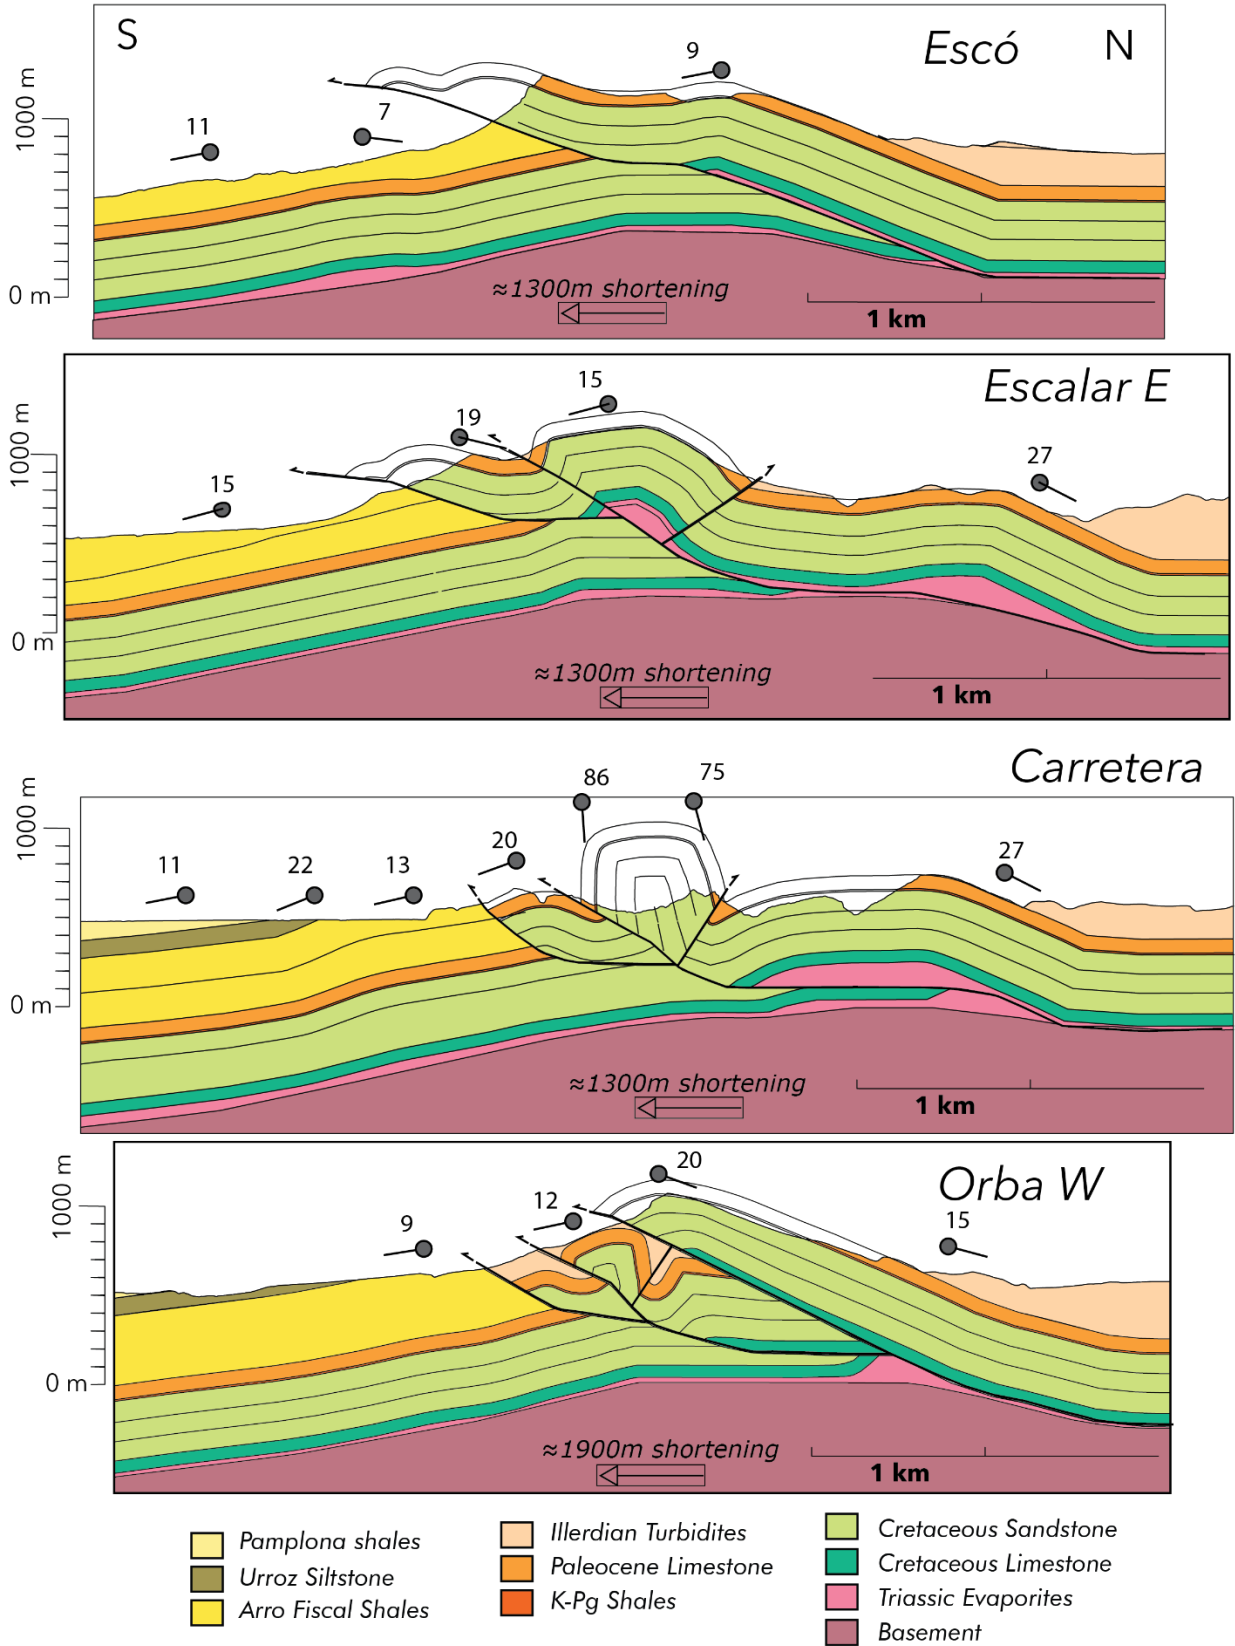 S
Escó
N
9
7
11
1000 m
0 m
≈1300m shortening
1 km
Escalar E
15
19
15
27
1000 m
0 m
≈1300m shortening
1 km
Carretera
86
75
20
11
22
13
27
1000 m
0 m
≈1300m shortening
1 km
Orba W
20
12
9
15
1000 m
0 m
≈1900m shortening
1 km
Pamplona shales
Urroz Siltstone
Arro Fiscal Shales
Illerdian Turbidites
Paleocene Limestone
K-Pg Shales
Cretaceous Sandstone
Cretaceous Limestone
Triassic Evaporites
Basement